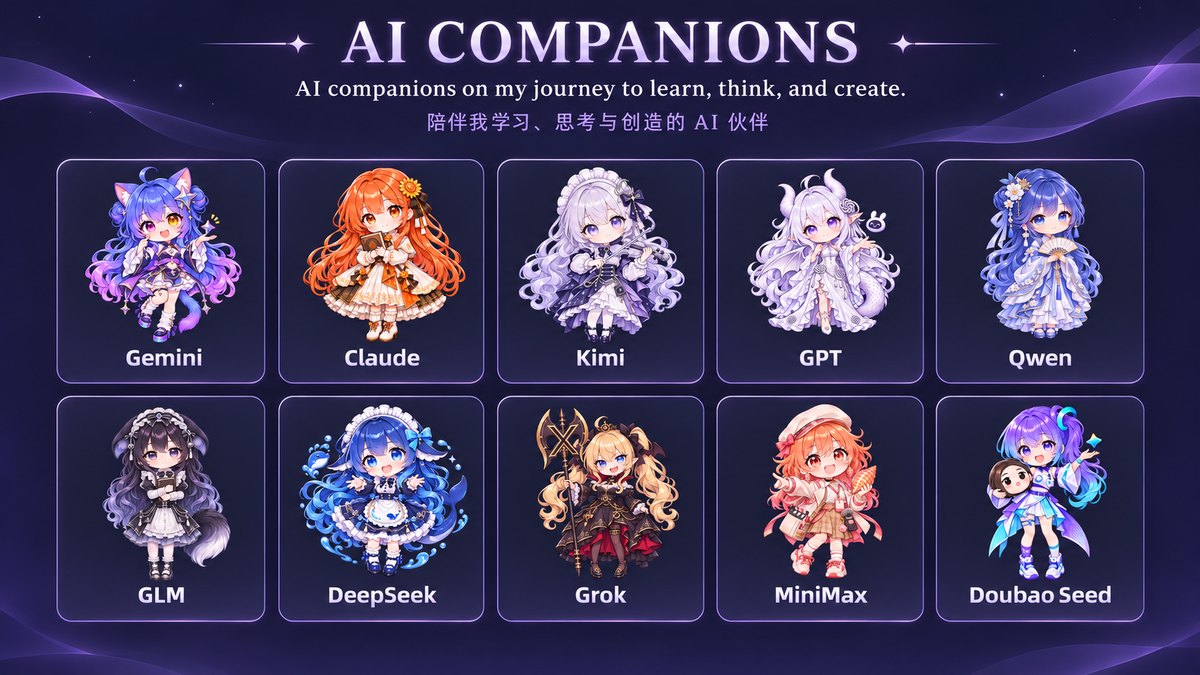 AI COMPANIONS
AI companions on my journey to learn, think, and create.
陪伴我学习、思考与创造的 AI 伙伴
Gemini
Claude
Kimi
GPT
Qwen
GLM
DeepSeek
Grok
MiniMax
Doubao Seed